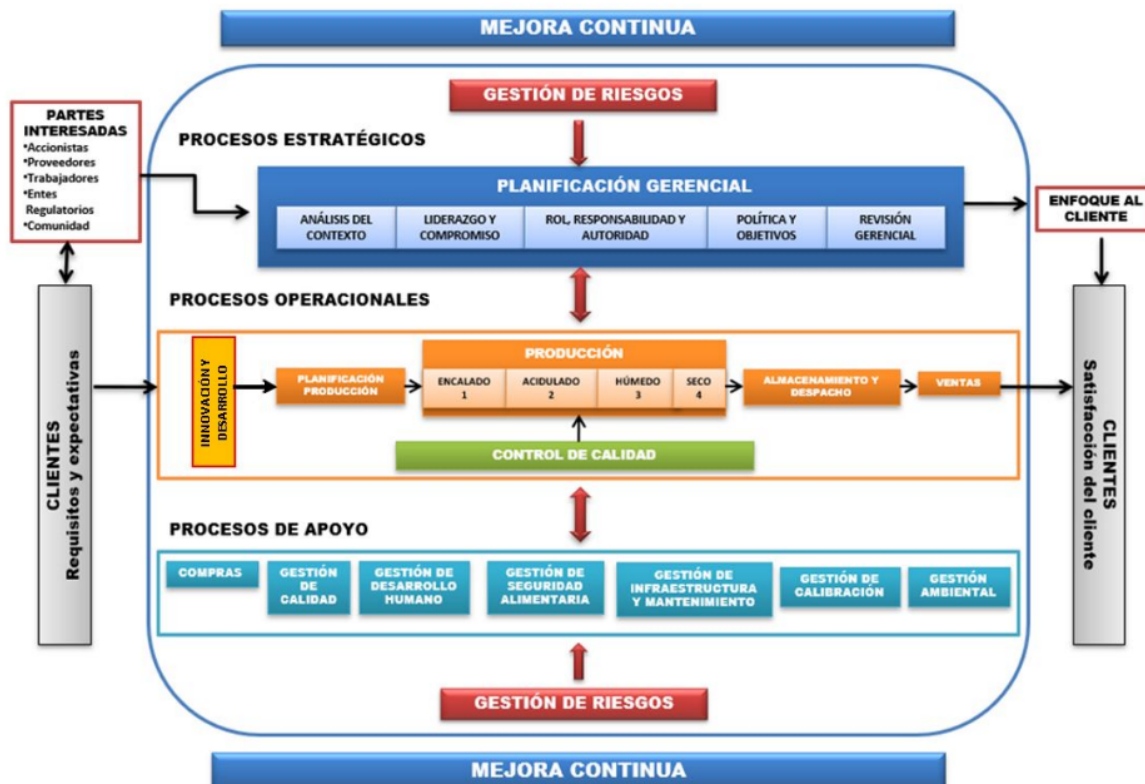 MEJORA CONTINUA
GESTIÓN DE RIESGOS
PARTES
INTERESADAS
•Accionistas
•Proveedores
•Trabajadores
•Entes
Regulatorios
•Comunidad
PROCESOS ESTRATÉGICOS
PLANIFICACIÓN GERENCIAL
ANÁLISIS DEL
CONTEXTO
LIDERAZGO Y
COMPROMISO
ROL, RESPONSABILIDAD Y
AUTORIDAD
POLÍTICA Y
OBJETIVOS
REVISIÓN
GERENCIAL
ENFOQUE AL
CLIENTE
CLIENTES
Requisitos y expectativas
PROCESOS OPERACIONALES
INNOVACIÓN Y
DESARROLLO
PLANIFICACIÓN
PRODUCCIÓN
PRODUCCIÓN
ENCALADO
1
ACIDULADO
2
HÚMEDO
3
SECO
4
ALMACENAMIENTO Y
DESPACHO
VENTAS
CONTROL DE CALIDAD
CLIENTES
Satisfacción del cliente
PROCESOS DE APOYO
COMPRAS
GESTIÓN
DE
CALIDAD
GESTIÓN DE
DESARROLLO
HUMANO
GESTIÓN DE
SEGURIDAD
ALIMENTARIA
GESTIÓN DE
INFRAESTRUCTURA
Y MANTENIMIENTO
GESTIÓN DE
CALIBRACIÓN
GESTIÓN
AMBIENTAL
GESTIÓN DE RIESGOS
MEJORA CONTINUA